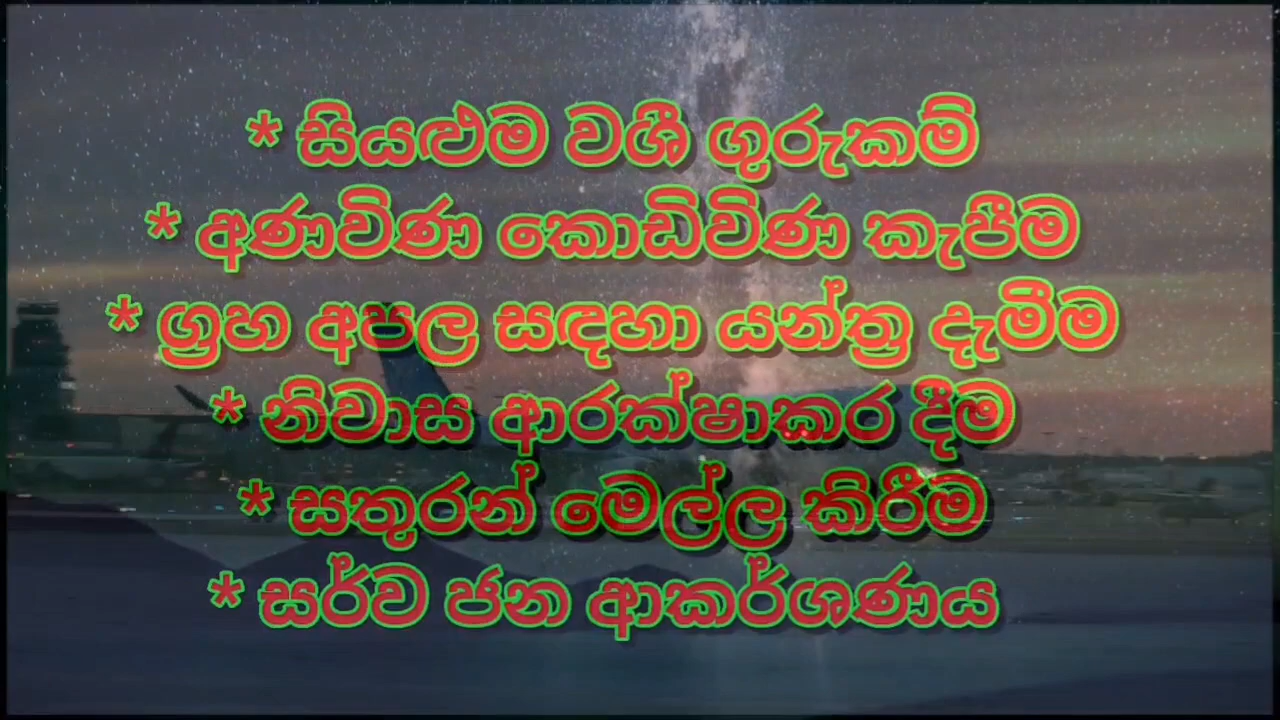 * සියළුම වශී ගුරුකම්
* අණවිණ කොඩිවිණ කැපීම
* ග්‍රහ අපල සඳහා යන්ත්‍ර දැමීම
* නිවාස ආරක්ෂාකර දීම
* සතුරන් මෙල්ල කිරීම
* සර්ව ජන ආකර්ශණය